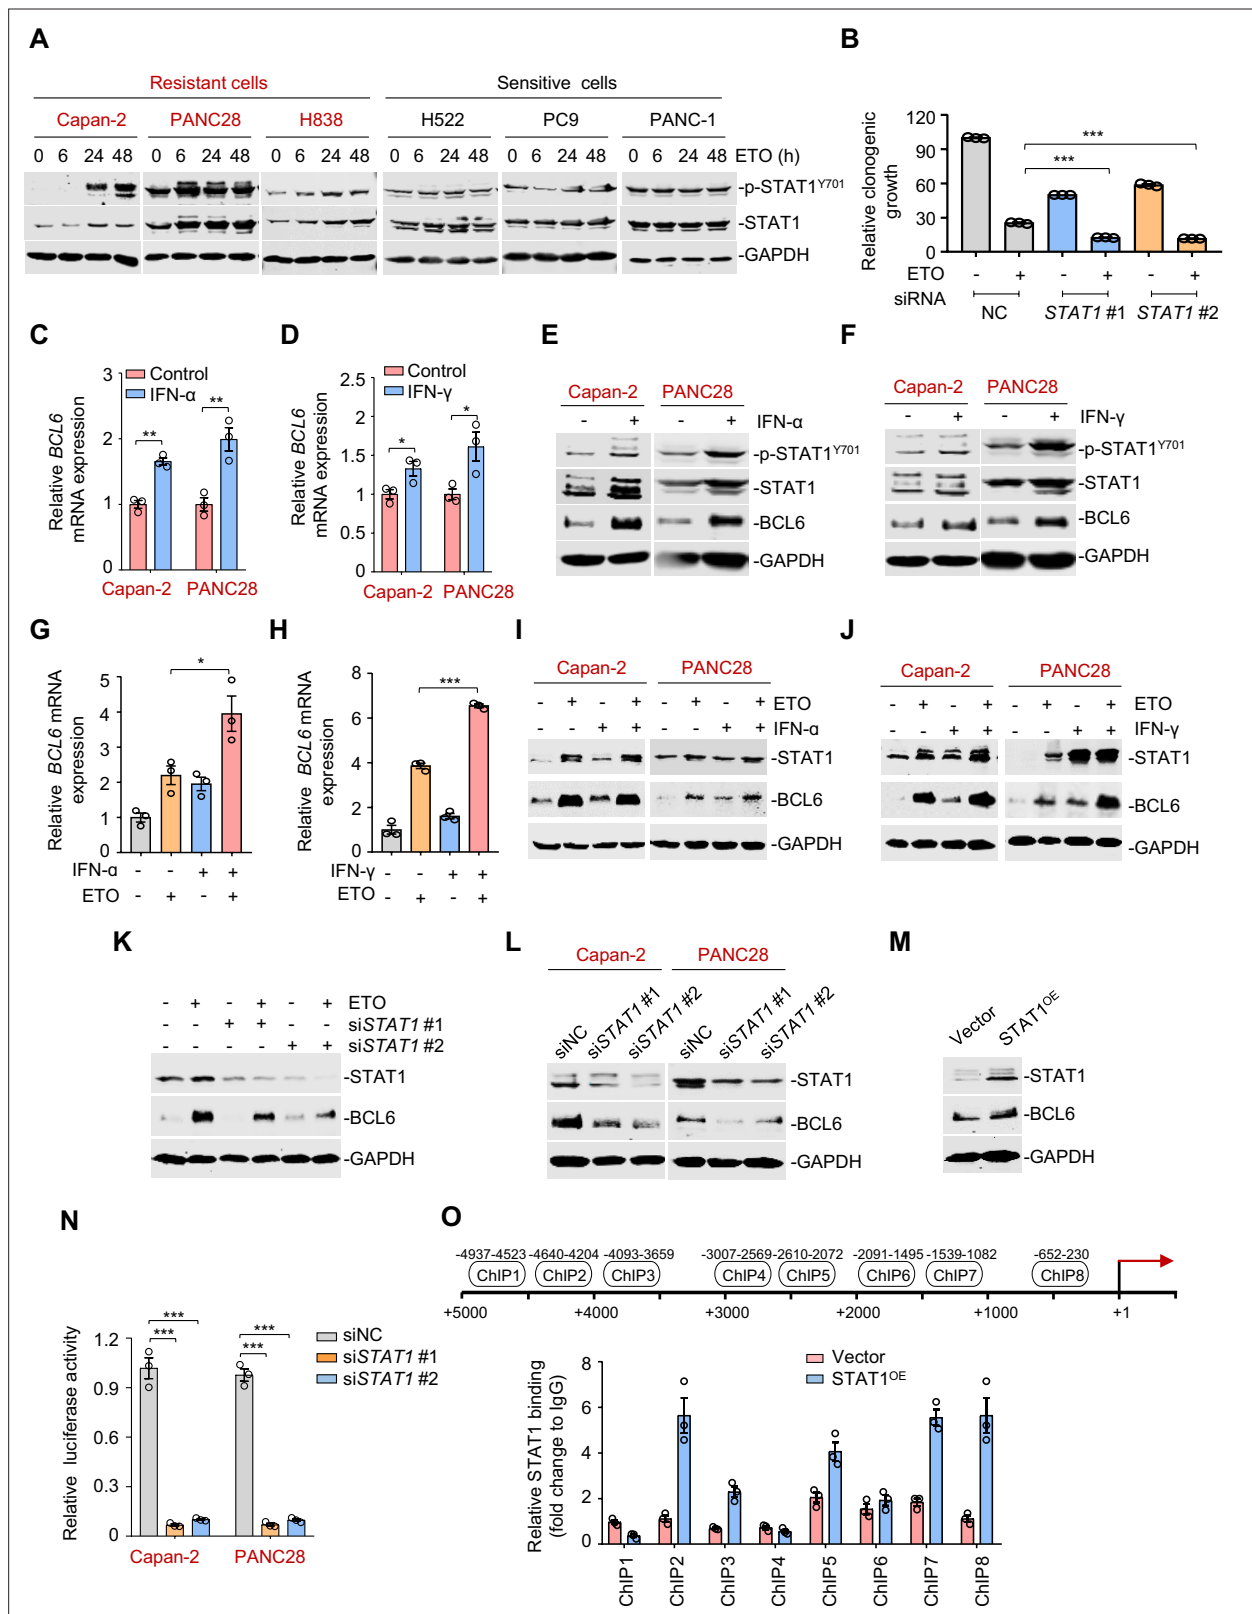 A
Resistant cells Sensitive cells
Capan-2 PANC28 H838 H522 PC9 PANC-1
0 6 24 48 0 6 24 48 0 6 24 48 0 6 24 48 0 6 24 48 0 6 24 48 ETO (h)
-p-STAT1Y701
-STAT1
-GAPDH
B
Relative clonogenic growth
120
90
60
30
0
*** 
***
ETO - + - + - +
siRNA NC STAT1 #1 STAT1 #2
C
Relative BCL6 mRNA expression
3
2
1
0
Control
IFN-α
** **
Capan-2 PANC28
D
Relative BCL6 mRNA expression
2.5
2
1.5
1
0.5
0
Control
IFN-γ
* *
Capan-2 PANC28
E
Capan-2 PANC28
- + - + IFN-α
-p-STAT1Y701
-STAT1
-BCL6
-GAPDH
F
Capan-2 PANC28
- + - + IFN-γ
-p-STAT1Y701
-STAT1
-BCL6
-GAPDH
G
Relative BCL6 mRNA expression
5
4
3
2
1
0
*
IFN-α - - + +
ETO - + - +
H
Relative BCL6 mRNA expression
8
6
4
2
0
***
IFN-γ - - + +
ETO - + - +
I
Capan-2 PANC28
- + - + - + - + ETO
- - + + - - + + IFN-α
-STAT1
-BCL6
-GAPDH
J
Capan-2 PANC28
- + - + - + - + ETO
- - + + - - + + IFN-γ
-STAT1
-BCL6
-GAPDH
K
- + - + - + ETO
- - + + - - siSTAT1 #1
- - - - + + siSTAT1 #2
-STAT1
-BCL6
-GAPDH
L
Capan-2 PANC28
siNC siSTAT1 #1 siSTAT1 #2 siNC siSTAT1 #1 siSTAT1 #2
-STAT1
-BCL6
-GAPDH
M
Vector STAT1OE
-STAT1
-BCL6
-GAPDH
N
Relative luciferase activity
1.2
0.9
0.6
0.3
0
*** ***
*** ***
siNC
siSTAT1 #1
siSTAT1 #2
Capan-2 PANC28
O
-4937-4523 -4640-4204 -4093-3659 -3007-2569 -2610-2072 -2091-1495 -1539-1082 -652-230
ChIP1 ChIP2 ChIP3 ChIP4 ChIP5 ChIP6 ChIP7 ChIP8
+5000 +4000 +3000 +2000 +1000 +1
Relative STAT1 binding (fold change to IgG)
8
6
4
2
0
Vector
STAT1OE
ChIP1 ChIP2 ChIP3 ChIP4 ChIP5 ChIP6 ChIP7 ChIP8